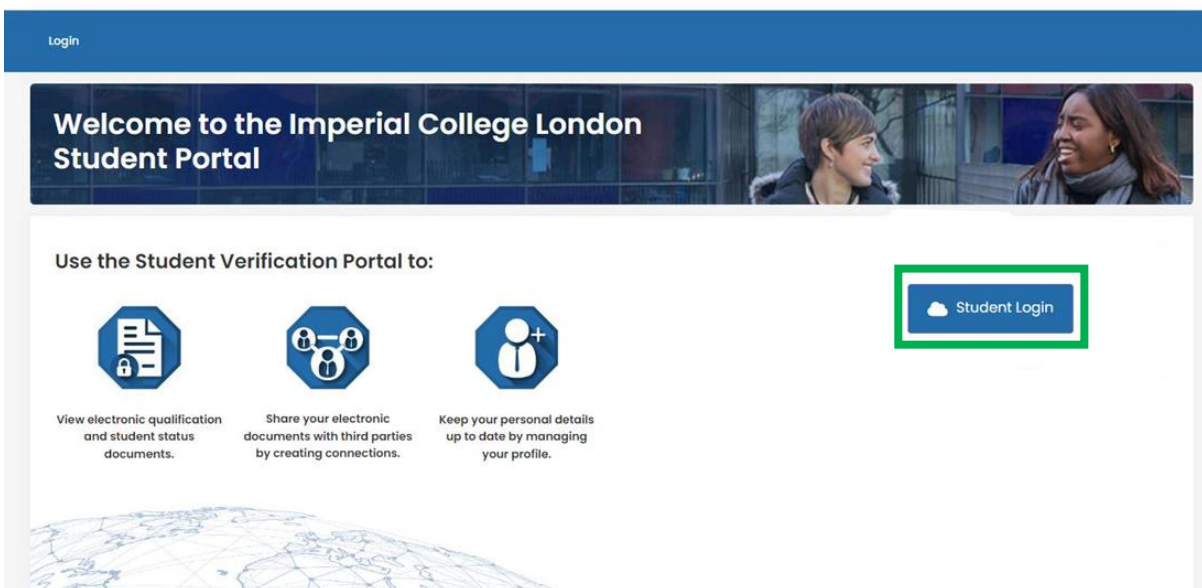 Login
Welcome to the Imperial College London
Student Portal
Use the Student Verification Portal to:
Student Login
View electronic qualification
and student status
documents.
Share your electronic
documents with third parties
by creating connections.
Keep your personal details
up to date by managing
your profile.